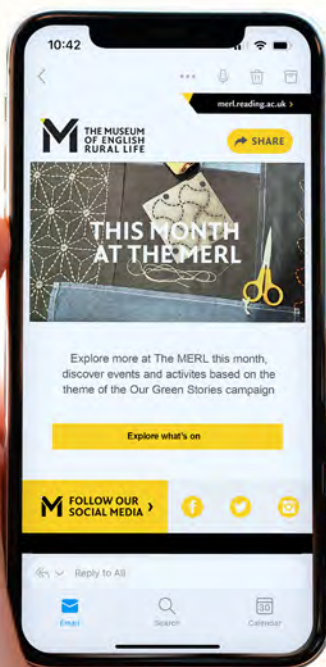 10:42
merl.reading.ac.uk >
M THE MUSEUM
OF ENGLISH
RURAL LIFE
SHARE
THIS MONTH
AT THE MERL
Explore more at The MERL this month,
discover events and activites based on the
theme of the Our Green Stories campaign
Explore what's on
M FOLLOW OUR
SOCIAL MEDIA >
Reply to All
Email
Search
30
Calendar